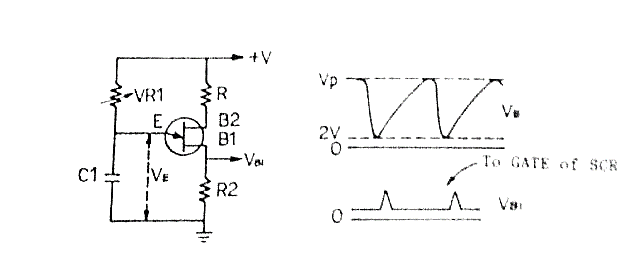 +V
VR1
R
E
B2
B1
C1
VE
VB1
R2
Vp
2V
0
VE
To GATE of SCR
0
VB1